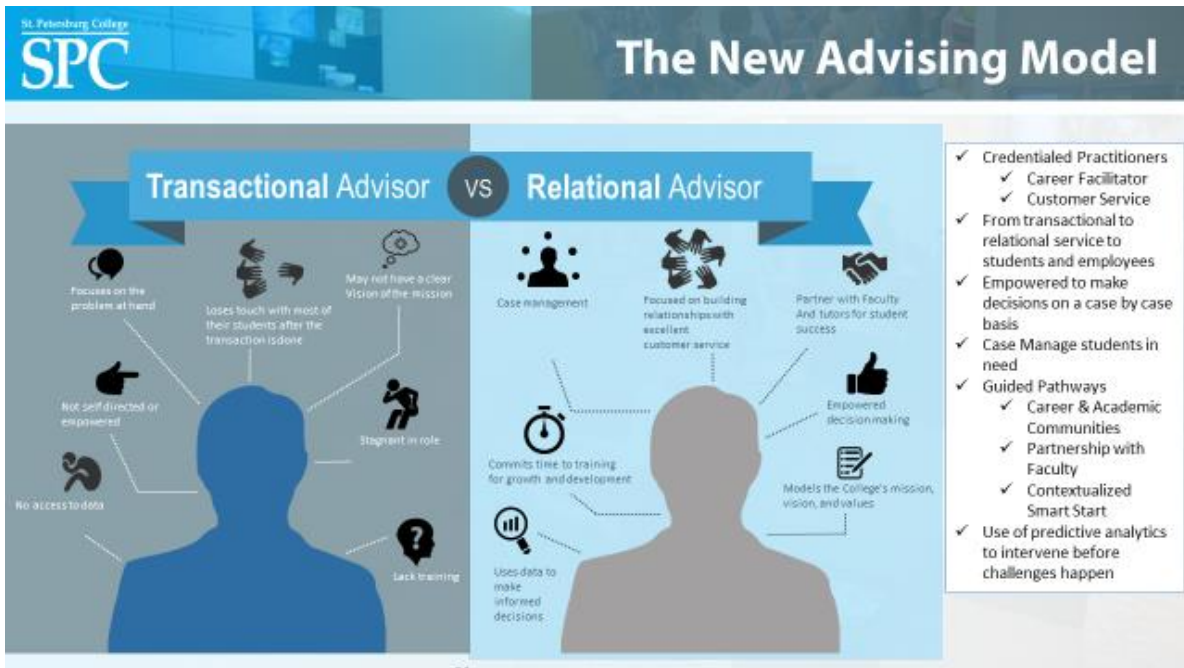 St. Petersburg College
SPC
The New Advising Model
Transactional Advisor
VS
Relational Advisor
Focuses on the
problem at hand
Loses touch with most of
their students after the
transaction is done
May not have a clear
Vision of the mission
Not self directed or
empowered
Stagnant in role
No access to data
?
Lack training
Case management
Focused on building
relationships with
excellent
customer service
Partner with Faculty
And tutors for student
success
Empowered
decision making
Commits time to training
for growth and development
Models the College's mission,
vision, and values
Uses data to
make
informed
decisions
✓ Credentialed Practitioners
✓ Career Facilitator
✓ Customer Service
✓ From transactional to
relational service to
students and employees
✓ Empowered to make
decisions on a case by case
basis
✓ Case Manage students in
need
✓ Guided Pathways
✓ Career & Academic
Communities
✓ Partnership with
Faculty
✓ Contextualized
Smart Start
✓ Use of predictive analytics
to intervene before
challenges happen